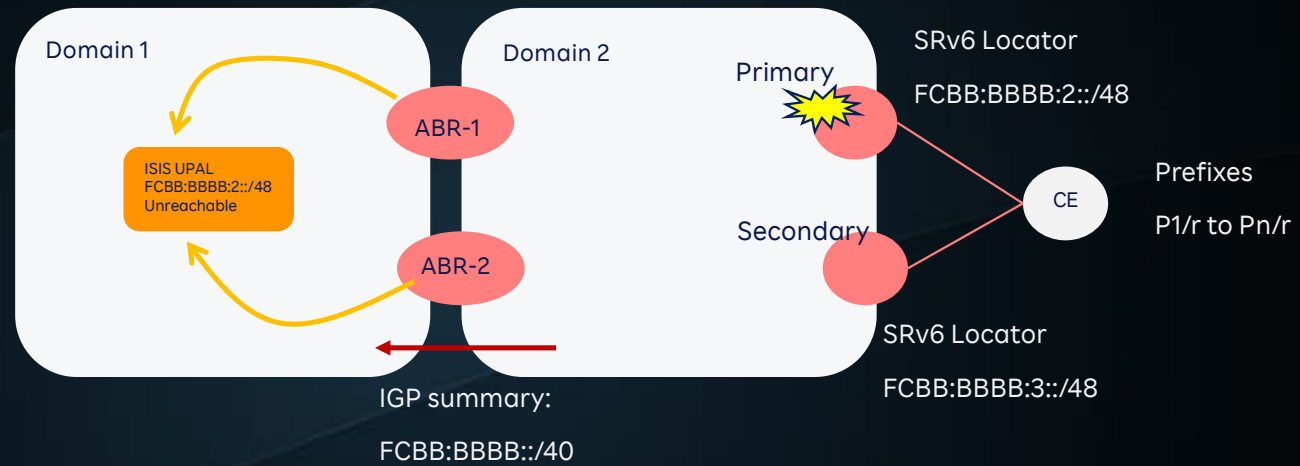 Domain 1
ISIS UPAL
FCBB:BBBB:2::/48
Unreachable
ABR-1
ABR-2
Domain 2
Primary
Secondary
SRv6 Locator
FCBB:BBBB:2::/48
CE
Prefixes
P1/r to Pn/r
SRv6 Locator
FCBB:BBBB:3::/48
IGP summary:
FCBB:BBBB::/40